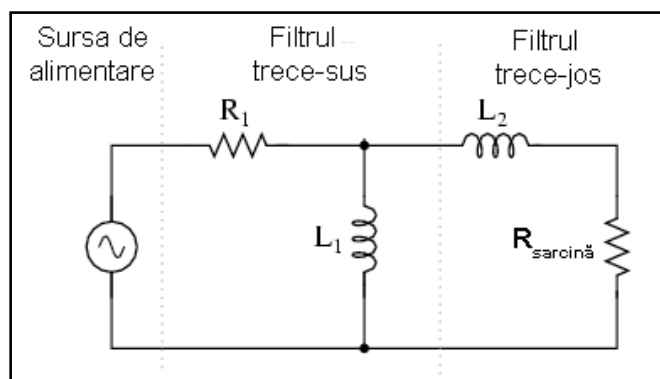 Sursa de
alimentare
Filtrul
trece-sus
Filtrul
trece-jos
R1
L2
L1
Rsarcină